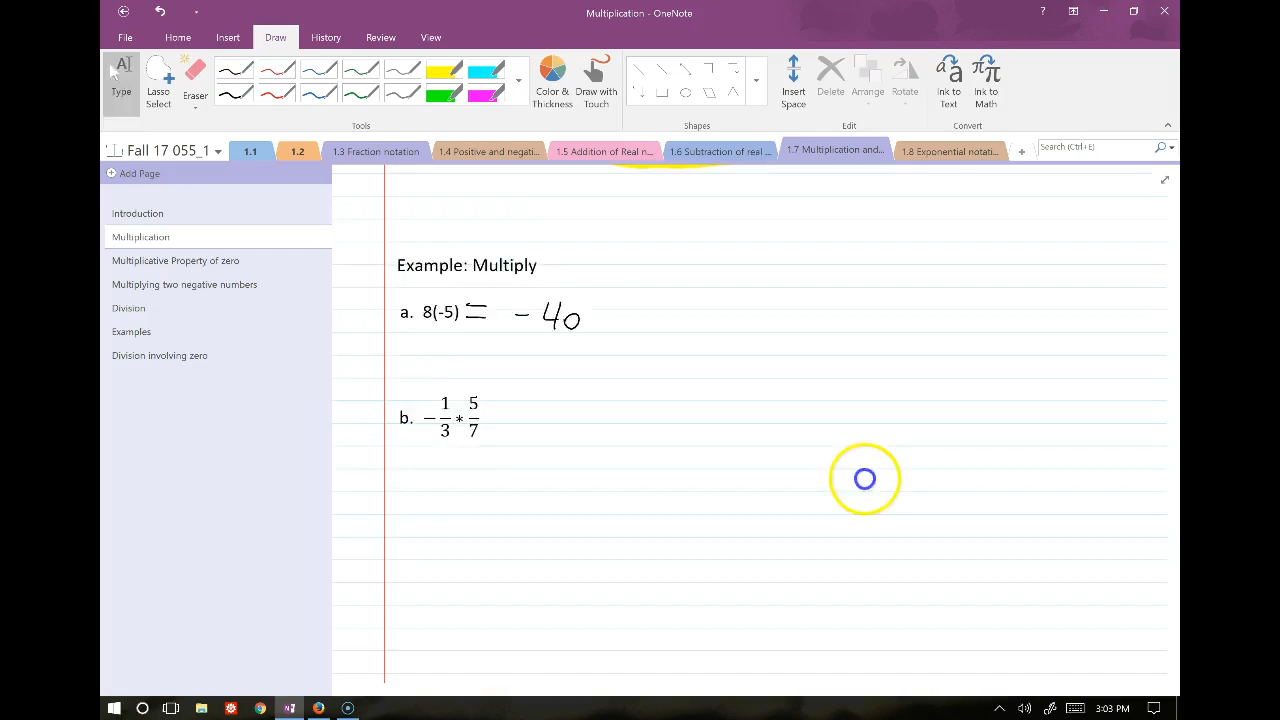 Multiplication - OneNote
File Home Insert Draw History Review View
Type
Lasso Select
Eraser
Color & Thickness
Draw with Touch
Insert Space
Delete
Arrange
Rotate
Ink to Text
Ink to Math
Tools Shapes Edit Convert
Fall 17 055_1 1.1 1.2 1.3 Fraction notation 1.4 Positive and negati... 1.5 Addition of Real n... 1.6 Subtraction of real ... 1.7 Multiplication and... 1.8 Exponential notati... Search (Ctrl+E)
Add Page
Introduction
Multiplication
Multiplicative Property of zero
Multiplying two negative numbers
Division
Examples
Division involving zero
Example: Multiply
a. 8(-5) = - 40
b. −1/3 ∗ 5/7
3:03 PM